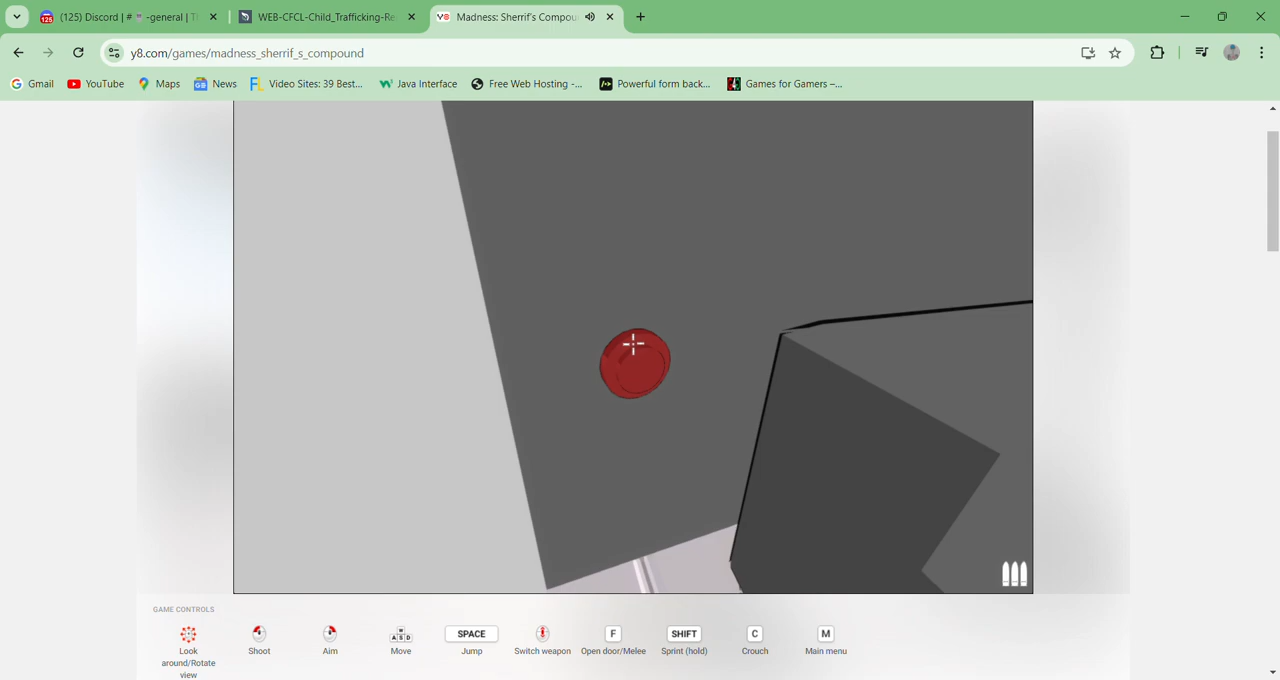 (125) Discord | # -general | T
WEB-CFCL-Child_Trafficking-Re
Madness: Sherrif's Compou
y8.com/games/madness_sherrif_s_compound
Gmail
YouTube
Maps
News
Video Sites: 39 Best...
Java Interface
Free Web Hosting -...
Powerful form back...
Games for Gamers –...
GAME CONTROLS
SPACE
F
SHIFT
C
M
Look around/Rotate view
Shoot
Aim
Move
Jump
Switch weapon
Open door/Melee
Sprint (hold)
Crouch
Main menu